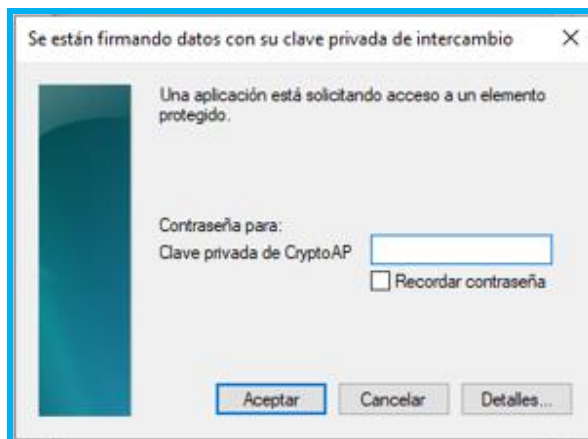 Se están firmando datos con su clave privada de intercambio
Una aplicación está solicitando acceso a un elemento
protegido.
Contraseña para:
Clave privada de CryptoAP
Recordar contraseña
Aceptar
Cancelar
Detalles...